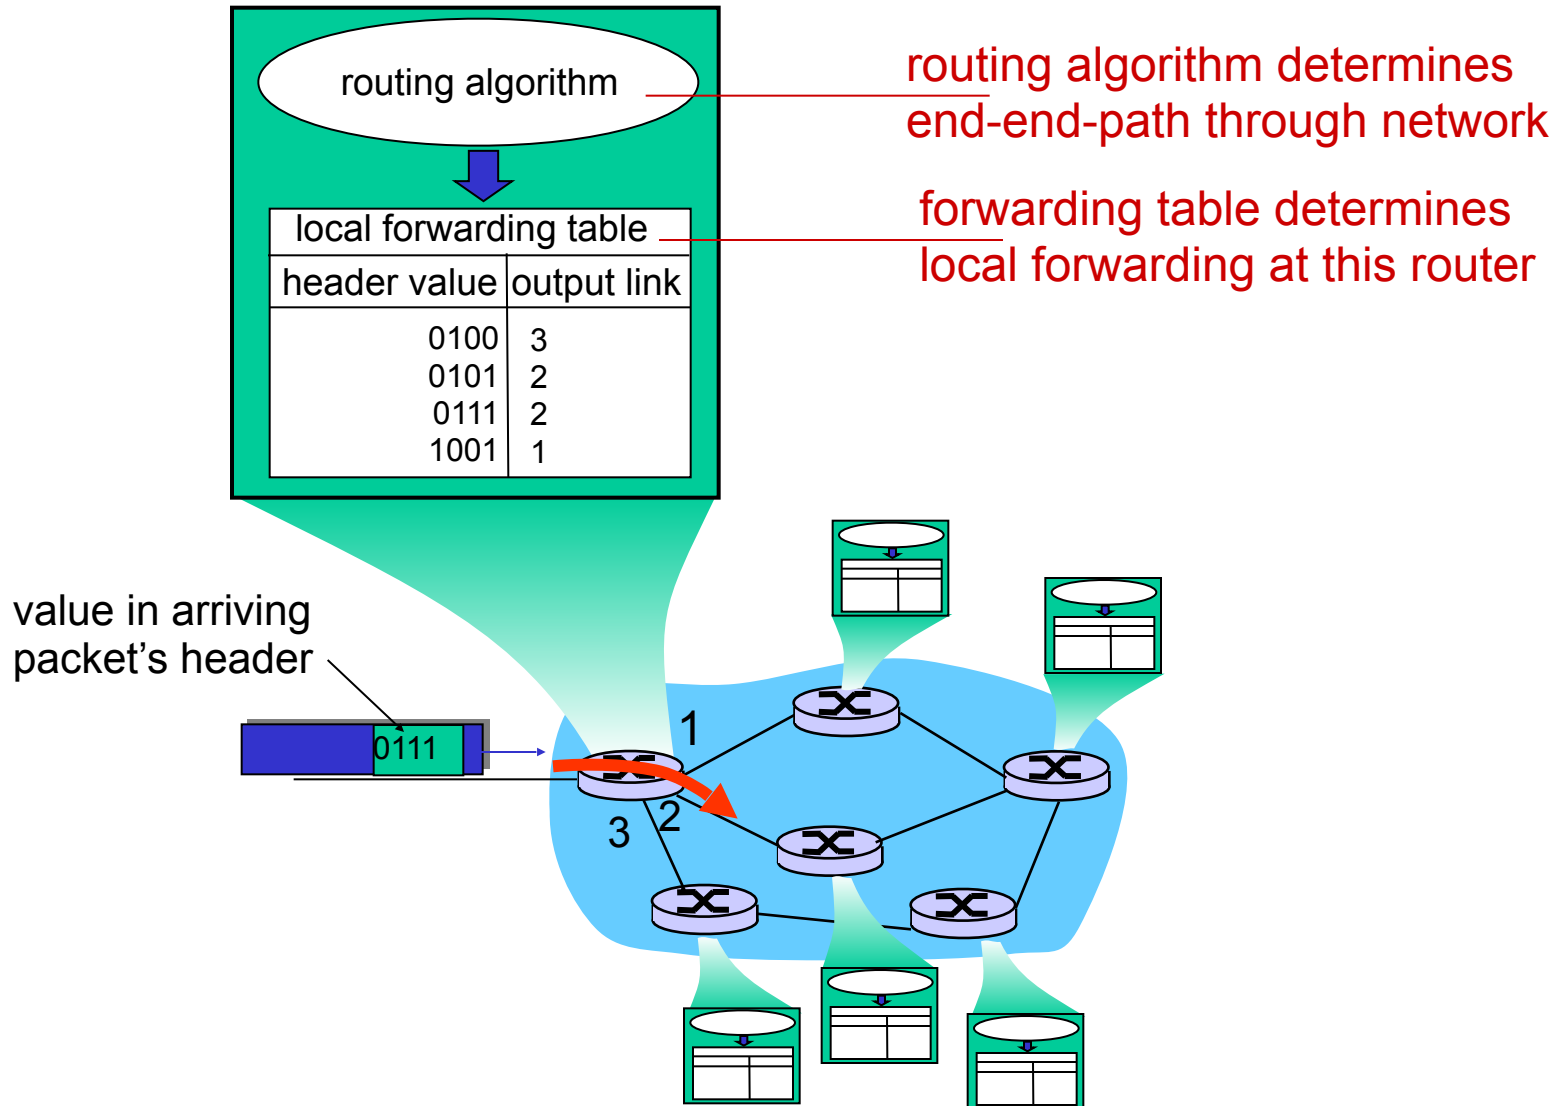 routing algorithm
routing algorithm determines
end-end-path through network
local forwarding table
forwarding table determines
local forwarding at this router
header value output link
0100 3
0101 2
0111 2
1001 1
value in arriving
packet’s header
0111
1
2
3